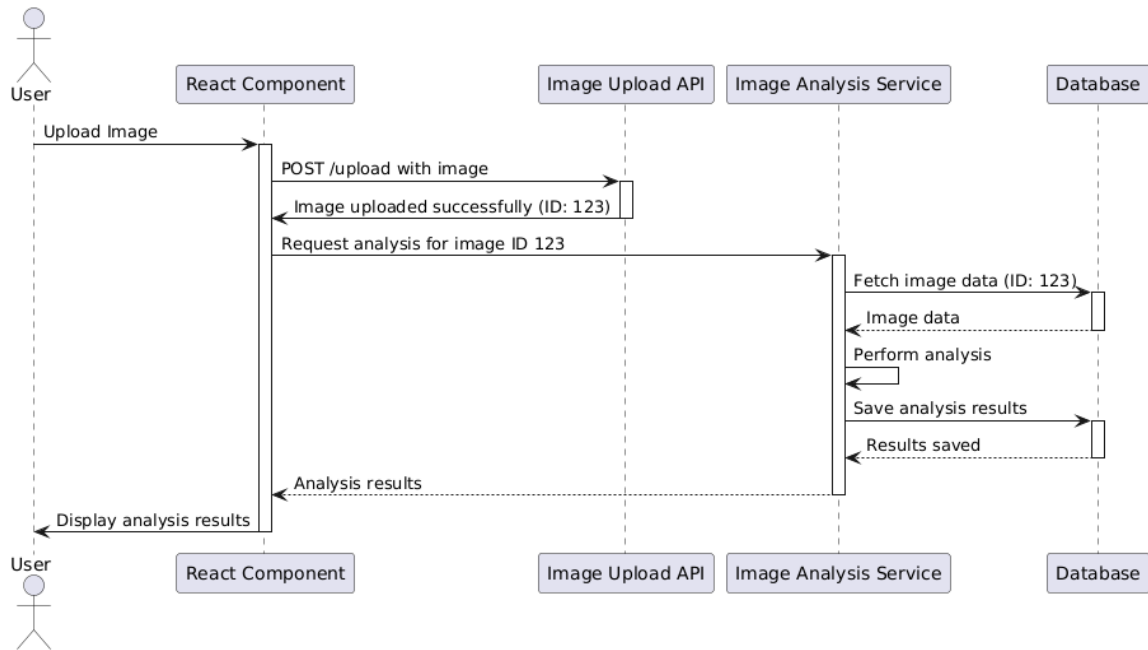 User
React Component
Image Upload API
Image Analysis Service
Database
Upload Image
POST /upload with image
Image uploaded successfully (ID: 123)
Request analysis for image ID 123
Fetch image data (ID: 123)
Image data
Perform analysis
Save analysis results
Results saved
Analysis results
Display analysis results
User
React Component
Image Upload API
Image Analysis Service
Database